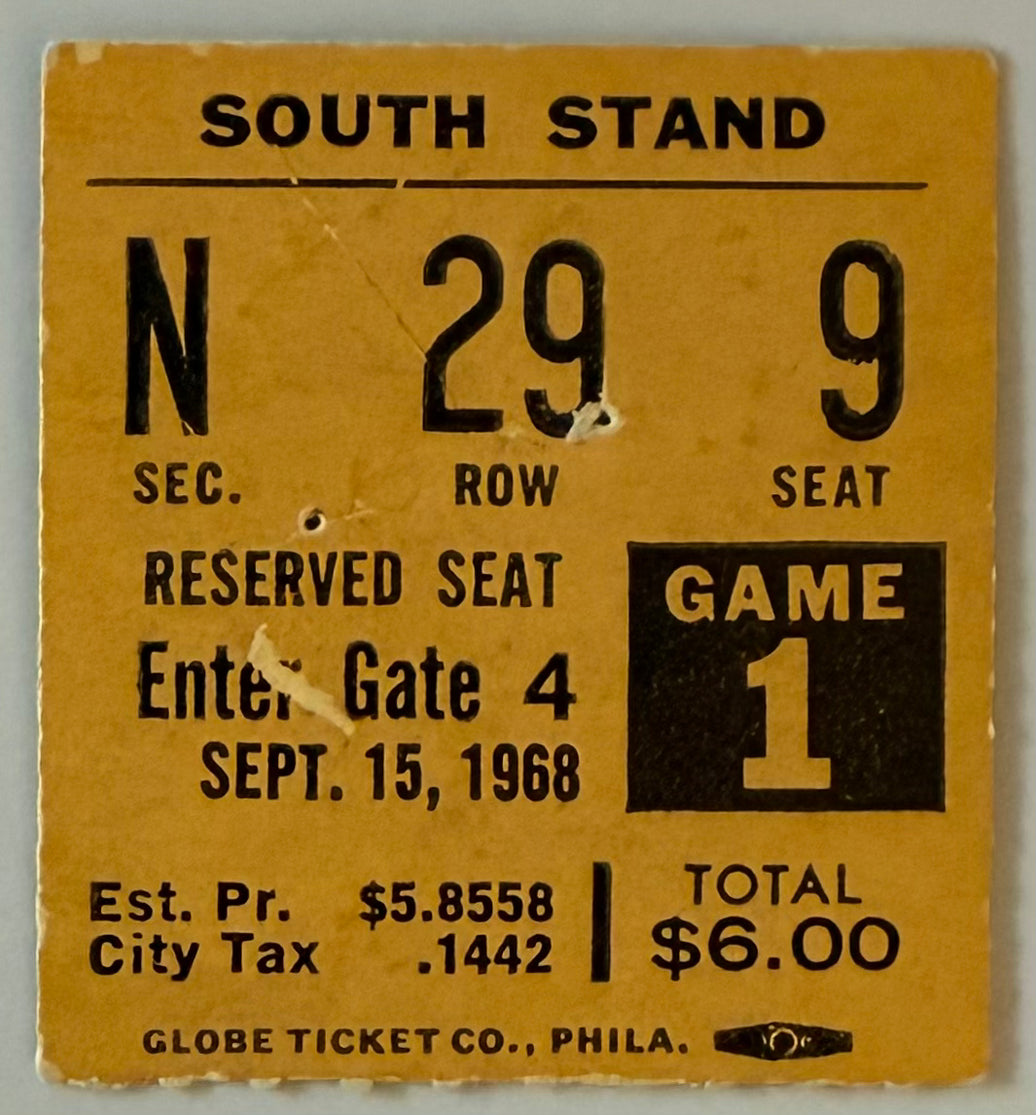 SOUTH STAND
N 29 9
SEC. ROW SEAT
RESERVED SEAT
Enter Gate 4
SEPT. 15, 1968
GAME
1
Est. Pr. $5.8558
City Tax .1442
TOTAL
$6.00
GLOBE TICKET CO., PHILA.